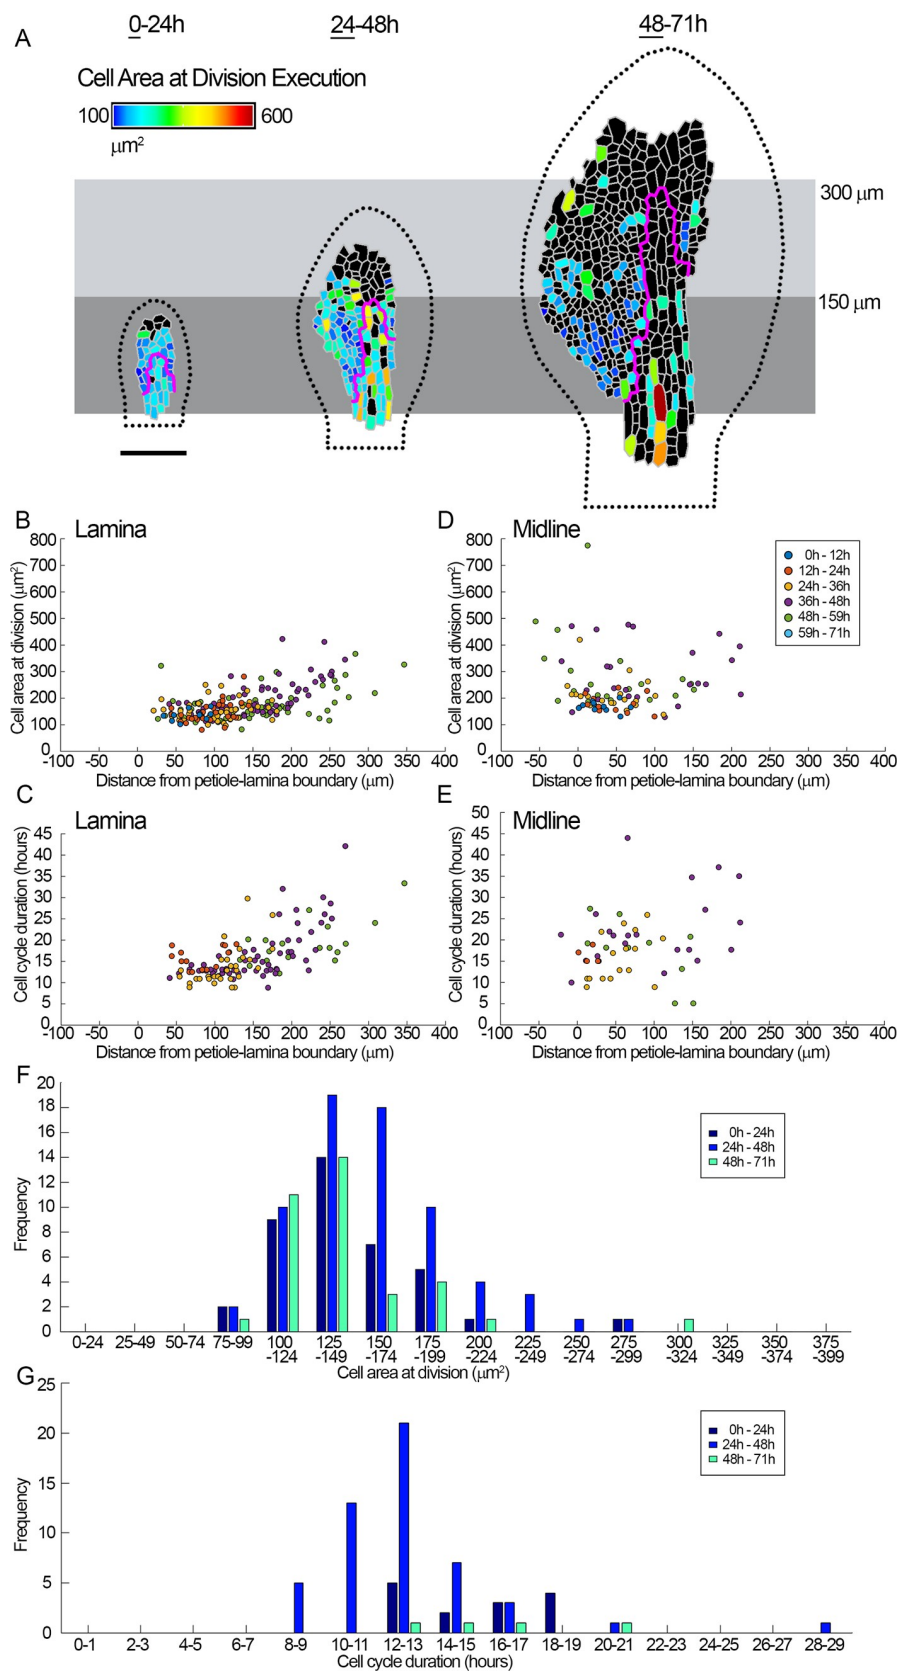 0-24h 24-48h 48-71h
A
Cell Area at Division Execution
100 600
µm²
300 µm
150 µm
B Lamina
800
700
600
500
400
300
200
100
0
Cell area at division (µm²)
-100 -50 0 50 100 150 200 250 300 350 400
Distance from petiole-lamina boundary (µm)
D Midline
800
700
600
500
400
300
200
100
0
Cell area at division (µm²)
-100 -50 0 50 100 150 200 250 300 350 400
Distance from petiole-lamina boundary (µm)
0h - 12h
12h - 24h
24h - 36h
36h - 48h
48h - 59h
59h - 71h
C Lamina
45
40
35
30
25
20
15
10
5
0
Cell cycle duration (hours)
-100 -50 0 50 100 150 200 250 300 350 400
Distance from petiole-lamina boundary (µm)
E Midline
50
45
40
35
30
25
20
15
10
5
0
Cell cycle duration (hours)
-100 -50 0 50 100 150 200 250 300 350 400
Distance from petiole-lamina boundary (µm)
F
20
18
16
14
12
10
8
6
4
2
0
Frequency
0h - 24h
24h - 48h
48h - 71h
0-24 25-49 50-74 75-99 100 125 150 175 200 225 250 275 300 325 350 375
-124 -149 -174 -199 -224 -249 -274 -299 -324 -349 -374 -399
Cell area at division (µm²)
G
25
20
15
10
5
0
Frequency
0h - 24h
24h - 48h
48h - 71h
0-1 2-3 4-5 6-7 8-9 10-11 12-13 14-15 16-17 18-19 20-21 22-23 24-25 26-27 28-29
Cell cycle duration (hours)